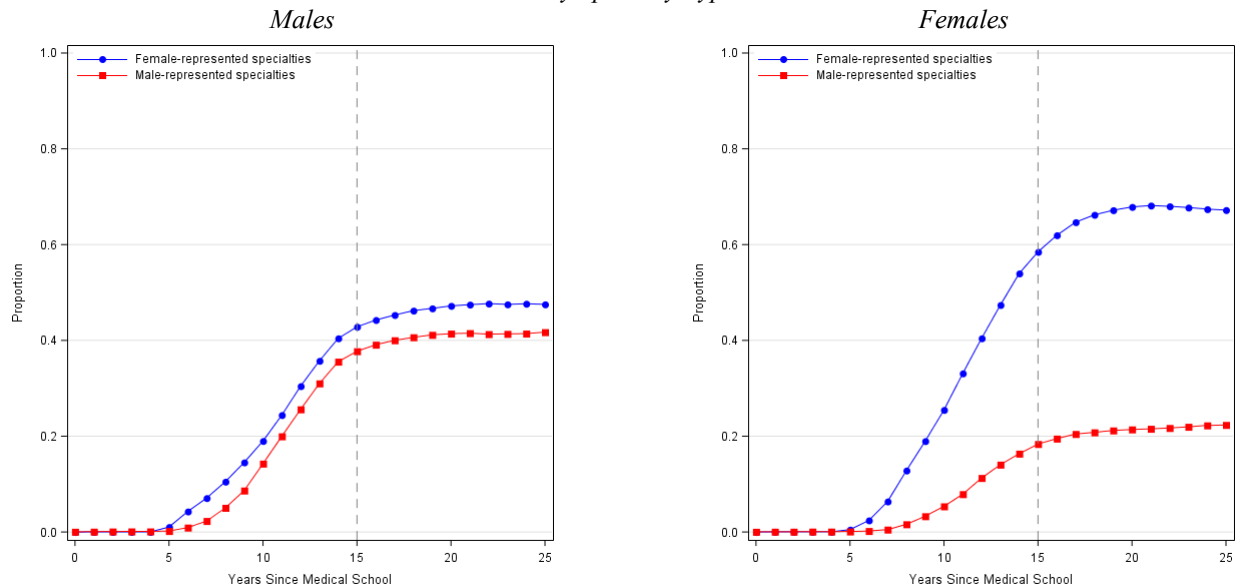 Males
Females
Female-represented specialties
Male-represented specialties
1.0
0.8
0.6
0.4
0.2
0.0
Proportion
0
5
10
15
20
25
Years Since Medical School
Female-represented specialties
Male-represented specialties
1.0
0.8
0.6
0.4
0.2
0.0
Proportion
0
5
10
15
20
25
Years Since Medical School